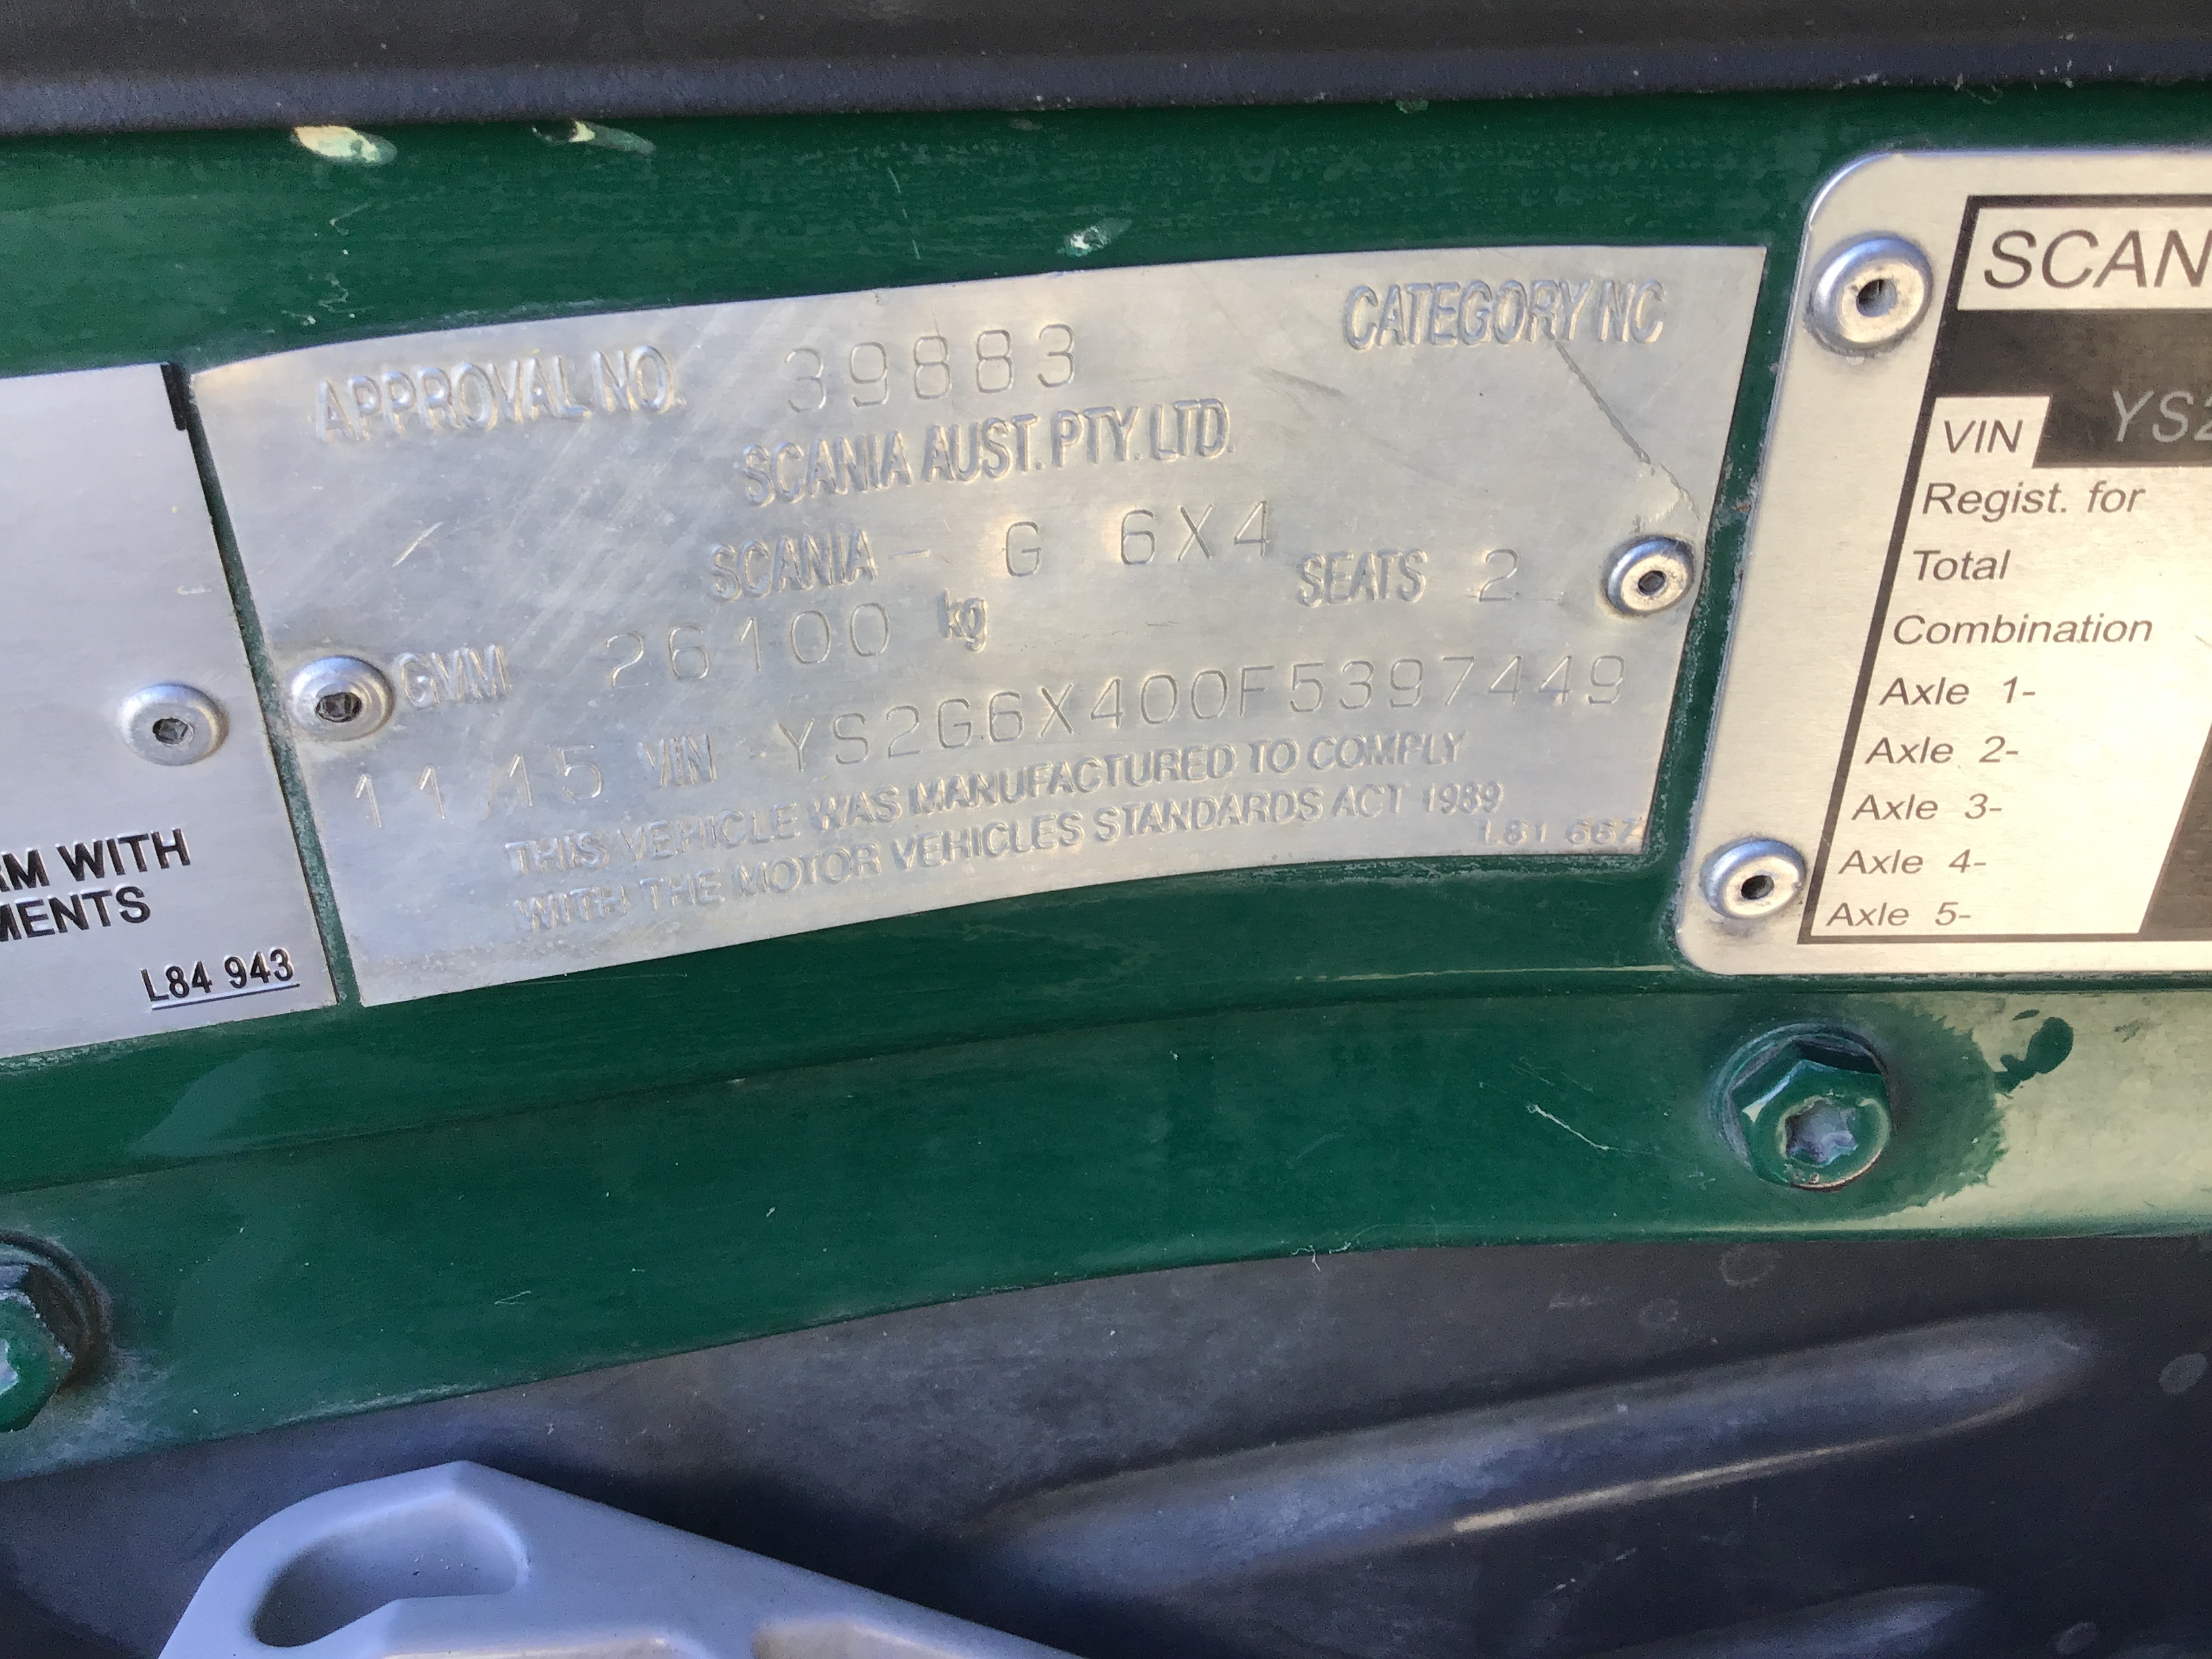 RM WITH
MENTS
L84 943
APPROVAL NO. 39883 CATEGORY NC
SCANIA AUST. PTY. LTD.
SCANIA - G 6X4
GVM 26100 kg SEATS 2
11/15 VIN YS2G6X400F5397449
THIS VEHICLE WAS MANUFACTURED TO COMPLY
WITH THE MOTOR VEHICLES STANDARDS ACT 1989
L81 667
SCAN
VIN YS2
Regist. for
Total
Combination
Axle 1-
Axle 2-
Axle 3-
Axle 4-
Axle 5-